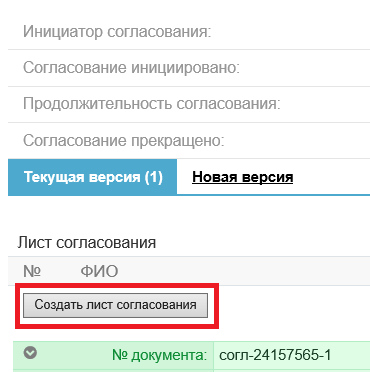 Инициатор согласования:
Согласование инициировано:
Продолжительность согласования:
Согласование прекращено:
Текущая версия (1) Новая версия
Лист согласования
№ ФИО
Создать лист согласования
№ документа: согл-24157565-1